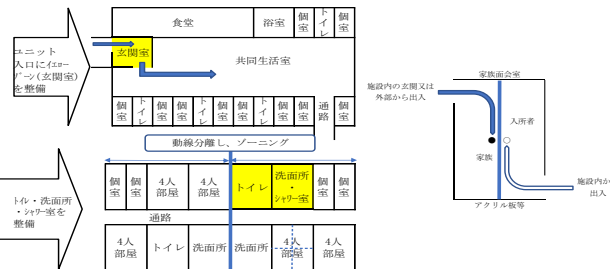 ユニット
入口にｲｴﾛｰ
ｿﾞｰﾝ(玄関室)
を整備
食堂
浴室
トイレ
個室
玄関室
共同生活室
個室
トイレ
個室
個室
トイレ
個室
個室
トイレ
個室
個室
通路
個室
動線分離し、ゾーニング
ﾄｲﾚ・洗面所
・ｼｬﾜｰ室を
整備
個室
個室
4人
部屋
4人
部屋
トイレ
洗面所
・
ｼｬﾜｰ室
個室
個室
通路
4人
部屋
トイレ
洗面所
洗面所
4人
部屋
4人
部屋
家族面会室
施設内の玄関又は
外部から出入
入所者
家族
施設内か
出入
アクリル板等